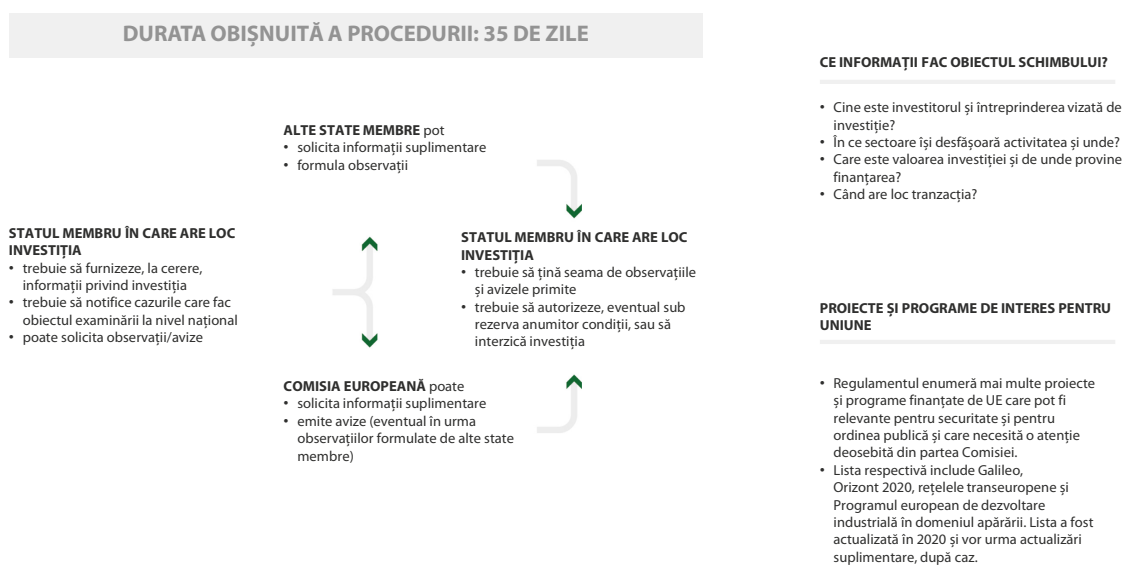 DURATA OBIȘNUITĂ A PROCEDURII: 35 DE ZILE
ALTE STATE MEMBRE pot
• solicita informații suplimentare
• formula observații
STATUL MEMBRU ÎN CARE ARE LOC
INVESTIȚIA
• trebuie să furnizeze, la cerere,
informații privind investiția
• trebuie să notifice cazurile care fac
obiectul examinării la nivel național
• poate solicita observații/avize
STATUL MEMBRU ÎN CARE ARE LOC
INVESTIȚIA
• trebuie să țină seama de observațiile
și avizele primite
• trebuie să autorizeze, eventual sub
rezerva anumitor condiții, sau să
interzică investiția
COMISIA EUROPEANĂ poate
• solicita informații suplimentare
• emite avize (eventual în urma
observațiilor formulate de alte state
membre)
CE INFORMAȚII FAC OBIECTUL SCHIMBULUI?
• Cine este investitorul și întreprinderea vizată de
investiție?
• În ce sectoare își desfășoară activitatea și unde?
• Care este valoarea investiției și de unde provine
finanțarea?
• Când are loc tranzacția?
PROIECTE ȘI PROGRAME DE INTERES PENTRU
UNIUNE
• Regulamentul enumeră mai multe proiecte
și programe finanțate de UE care pot fi
relevante pentru securitate și pentru
ordinea publică și care necesită o atenție
deosebită din partea Comisiei.
• Lista respectivă include Galileo,
Orizont 2020, rețelele transeuropene și
Programul european de dezvoltare
industrială în domeniul apărării. Lista a fost
actualizată în 2020 și vor urma actualizări
suplimentare, după caz.